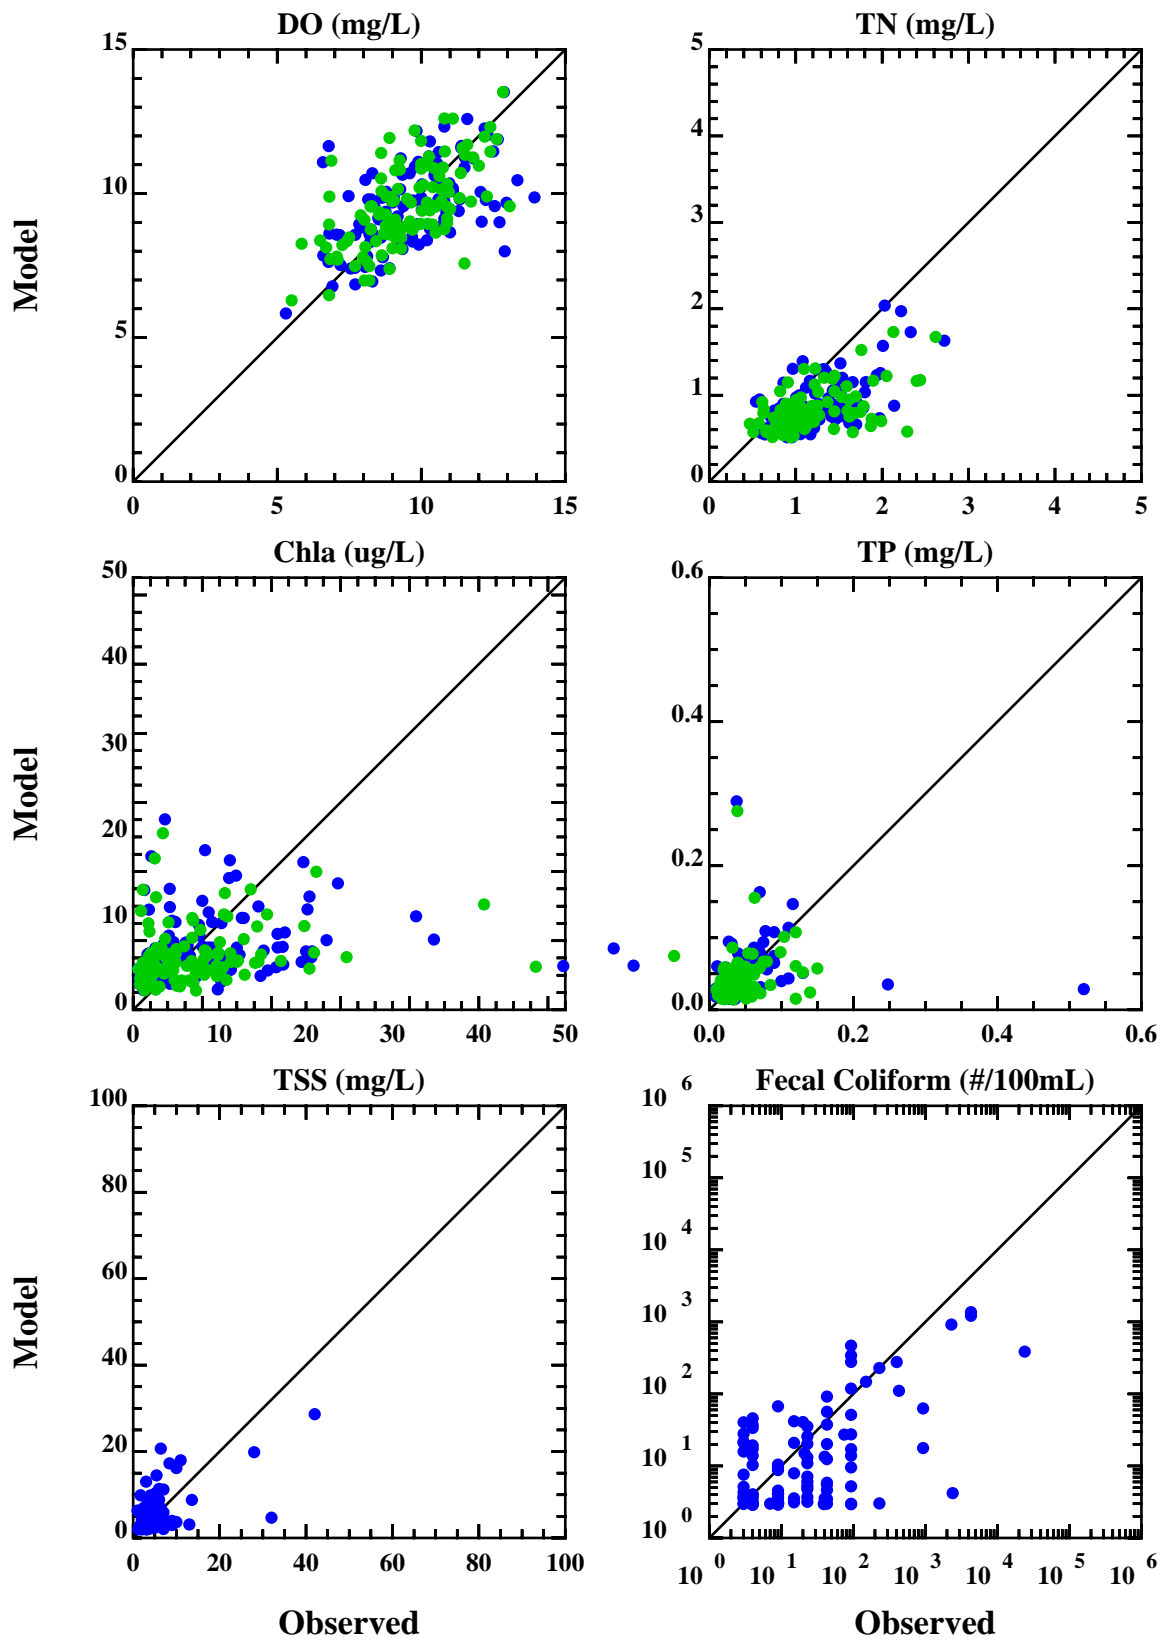 DO (mg/L)
15
10
5
0
0 5 10 15
Model
TN (mg/L)
5
4
3
2
1
0
0 1 2 3 4 5
Chla (ug/L)
50
40
30
20
10
0
0 10 20 30 40 50
Model
TP (mg/L)
0.6
0.4
0.2
0.0
0.0 0.2 0.4 0.6
TSS (mg/L)
100
80
60
40
20
0
0 20 40 60 80 100
Model
Observed
Fecal Coliform (#/100mL)
10 6
10 5
10 4
10 3
10 2
10 1
10 0
10 0 10 1 10 2 10 3 10 4 10 5 10 6
Observed